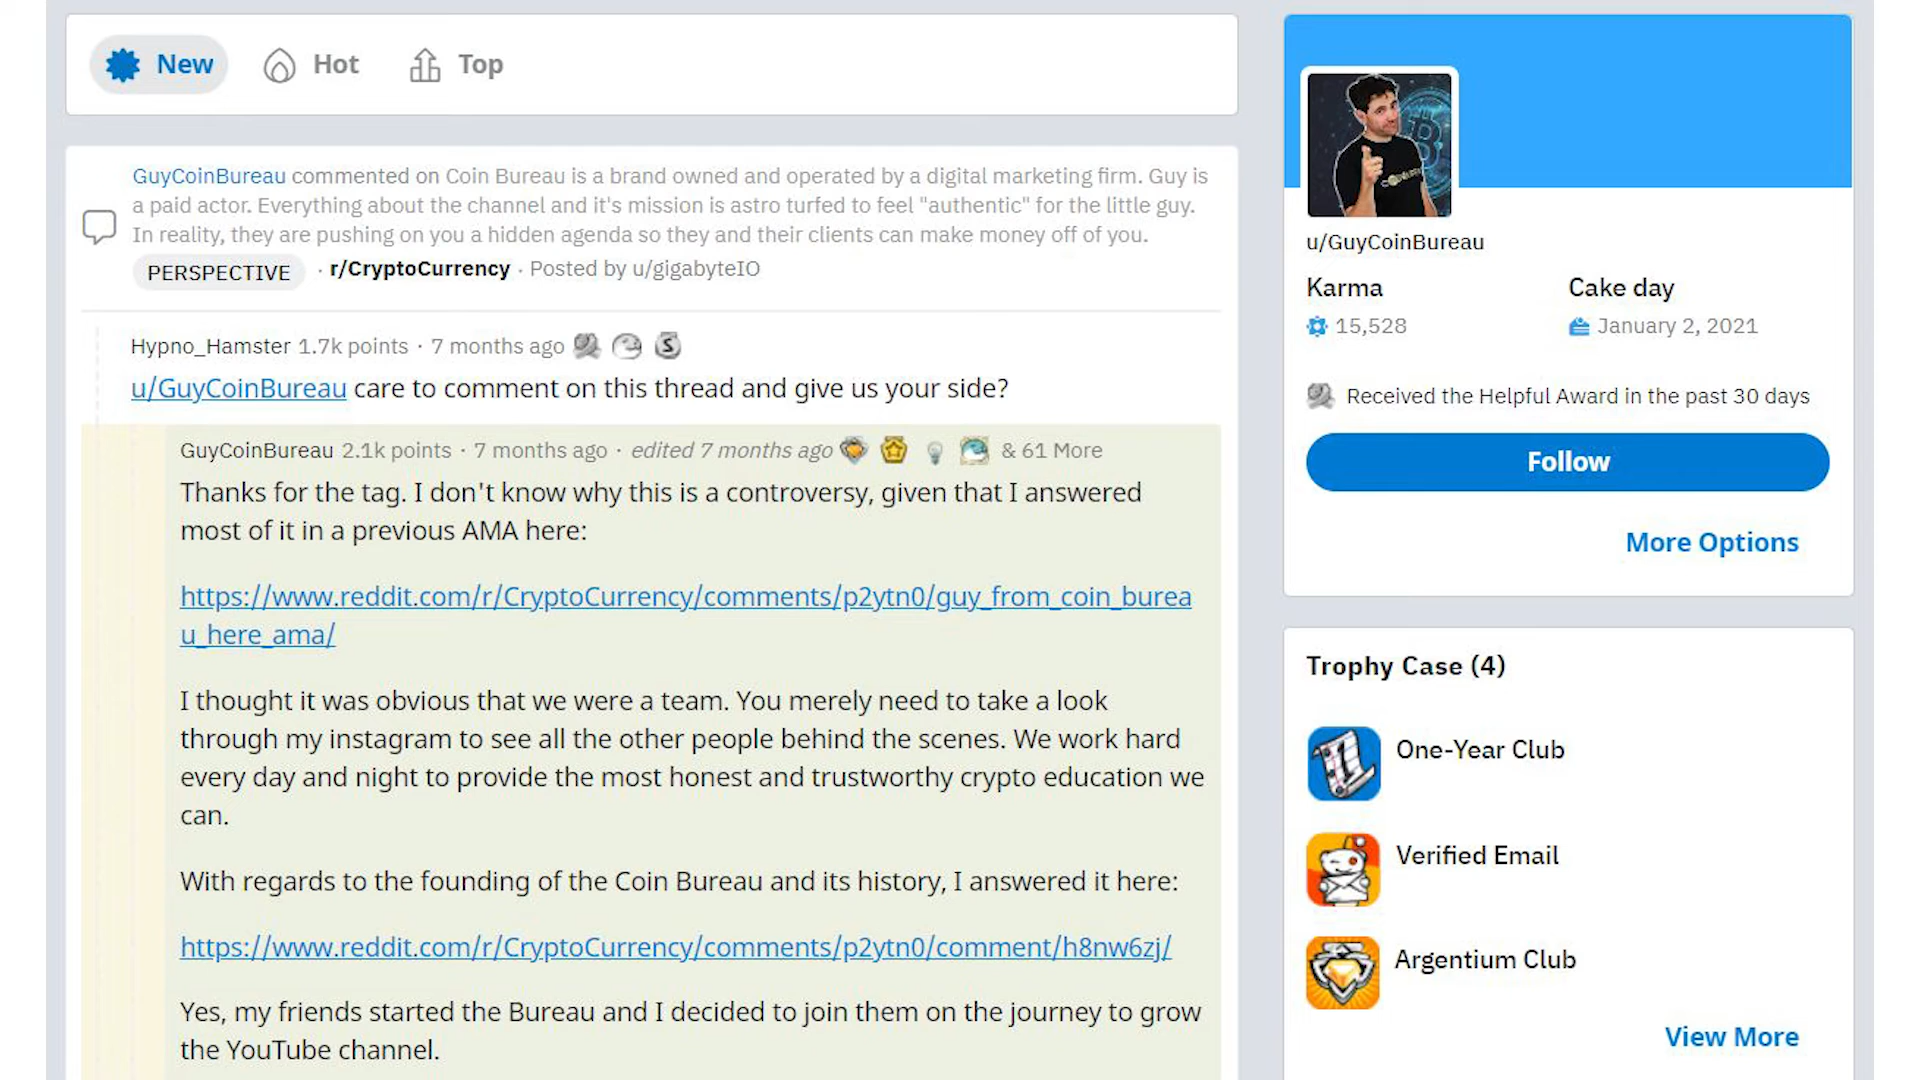 New Hot Top
GuyCoinBureau commented on Coin Bureau is a brand owned and operated by a digital marketing firm. Guy is
a paid actor. Everything about the channel and it's mission is astro turfed to feel "authentic" for the little guy.
In reality, they are pushing on you a hidden agenda so they and their clients can make money off of you.
PERSPECTIVE · r/CryptoCurrency · Posted by u/gigabyteIO
Hypno_Hamster 1.7k points · 7 months ago
u/GuyCoinBureau care to comment on this thread and give us your side?
GuyCoinBureau 2.1k points · 7 months ago · edited 7 months ago & 61 More
Thanks for the tag. I don't know why this is a controversy, given that I answered
most of it in a previous AMA here:
https://www.reddit.com/r/CryptoCurrency/comments/p2ytn0/guy_from_coin_burea
u_here_ama/
I thought it was obvious that we were a team. You merely need to take a look
through my instagram to see all the other people behind the scenes. We work hard
every day and night to provide the most honest and trustworthy crypto education we
can.
With regards to the founding of the Coin Bureau and its history, I answered it here:
https://www.reddit.com/r/CryptoCurrency/comments/p2ytn0/comment/h8nw6zj/
Yes, my friends started the Bureau and I decided to join them on the journey to grow
the YouTube channel.
u/GuyCoinBureau
Karma Cake day
15,528 January 2, 2021
Received the Helpful Award in the past 30 days
Follow
More Options
Trophy Case (4)
One-Year Club
Verified Email
Argentium Club
View More